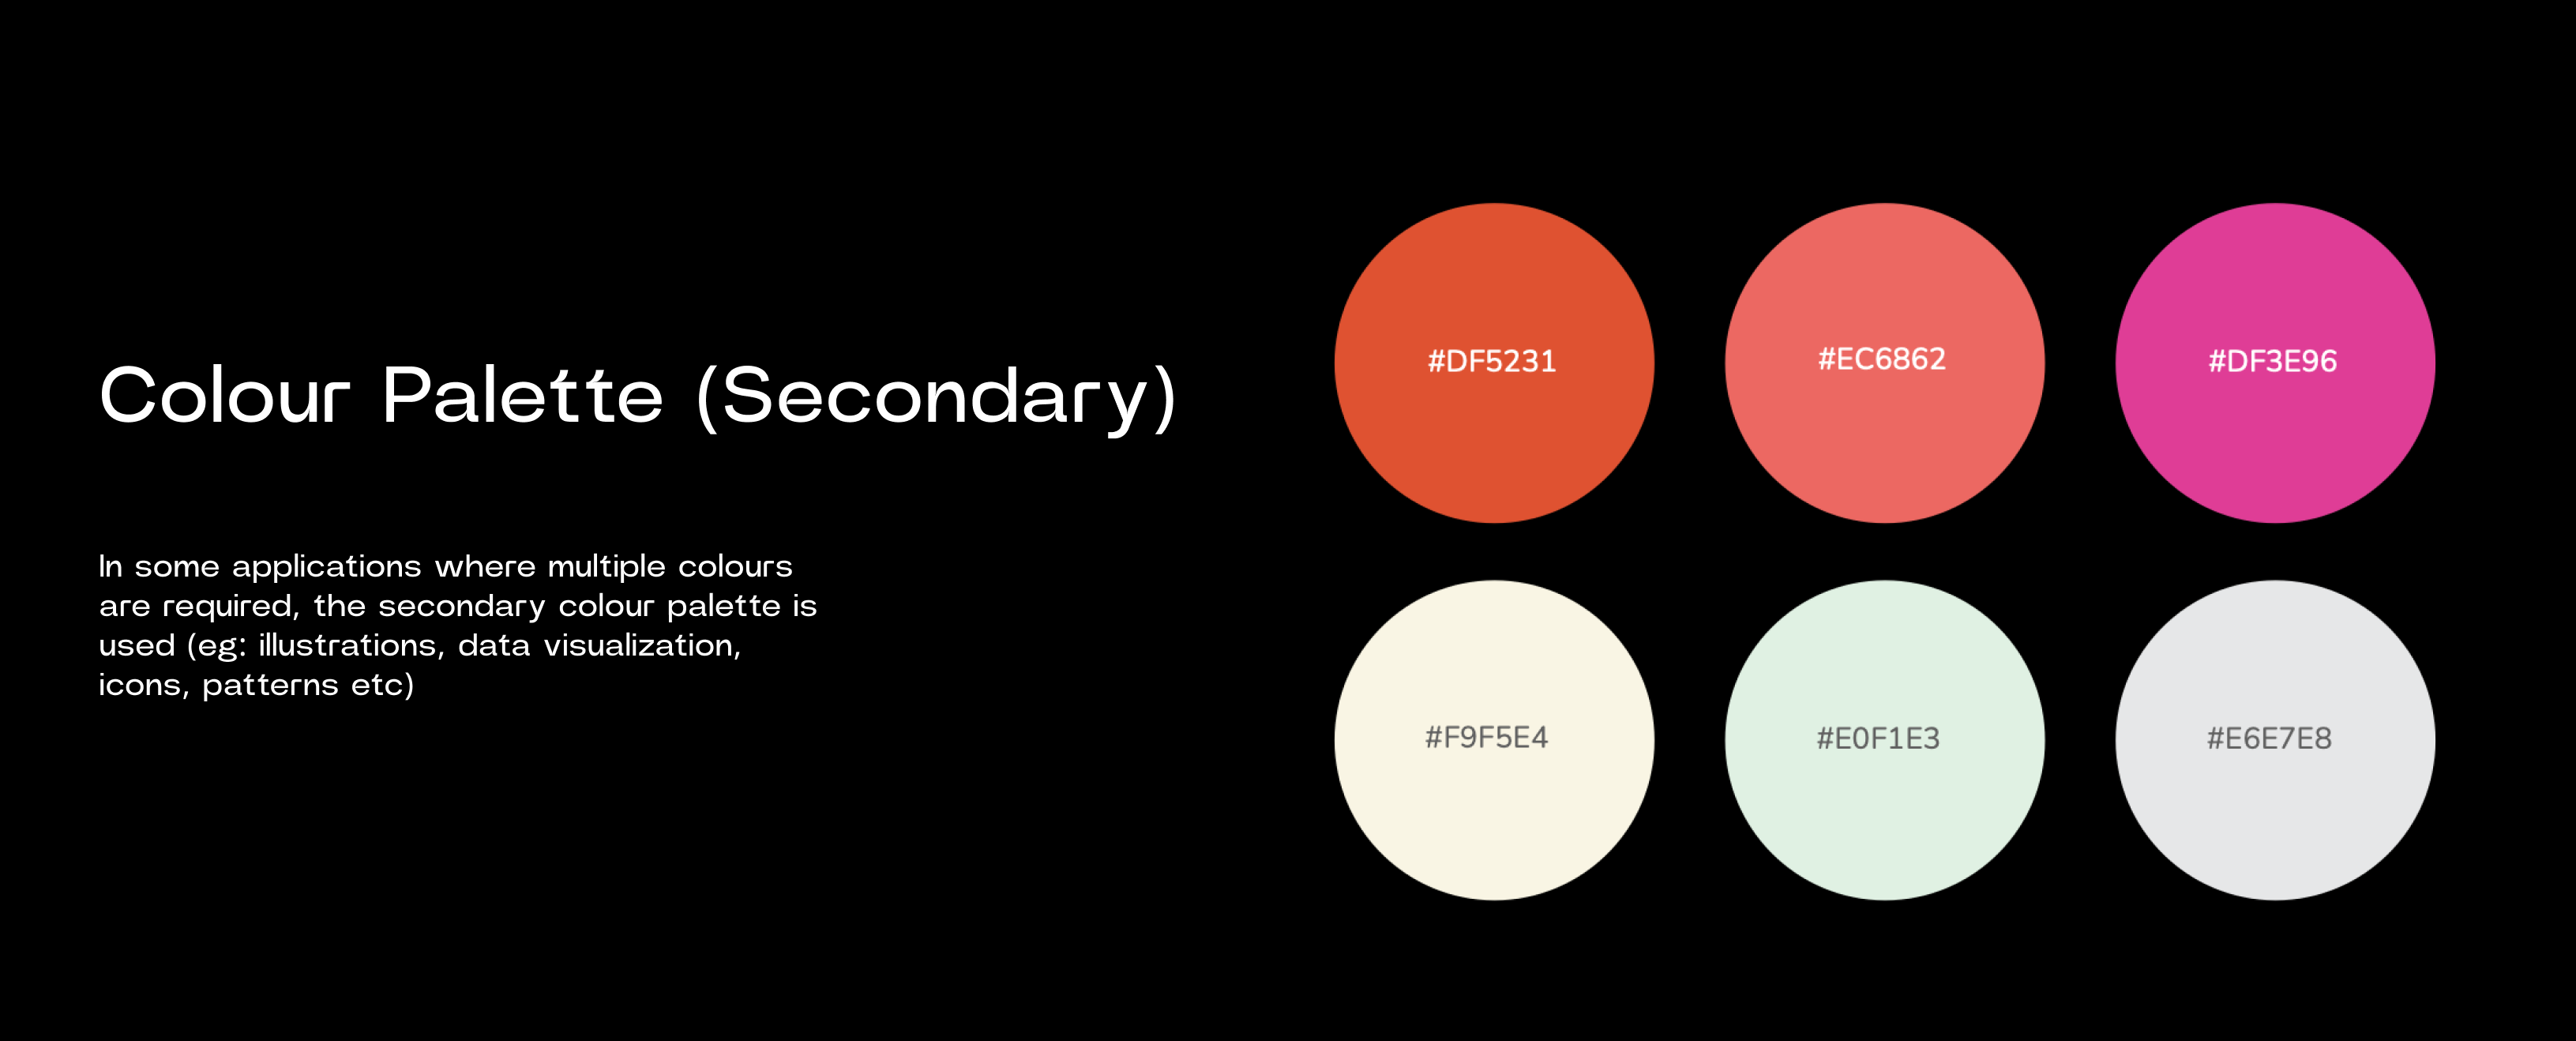 Colour Palette (Secondary)
In some applications where multiple colours
are required, the secondary colour palette is
used (eg: illustrations, data visualization,
icons, patterns etc)
#DF5231
#EC6862
#DF3E96
#F9F5E4
#E0F1E3
#E6E7E8